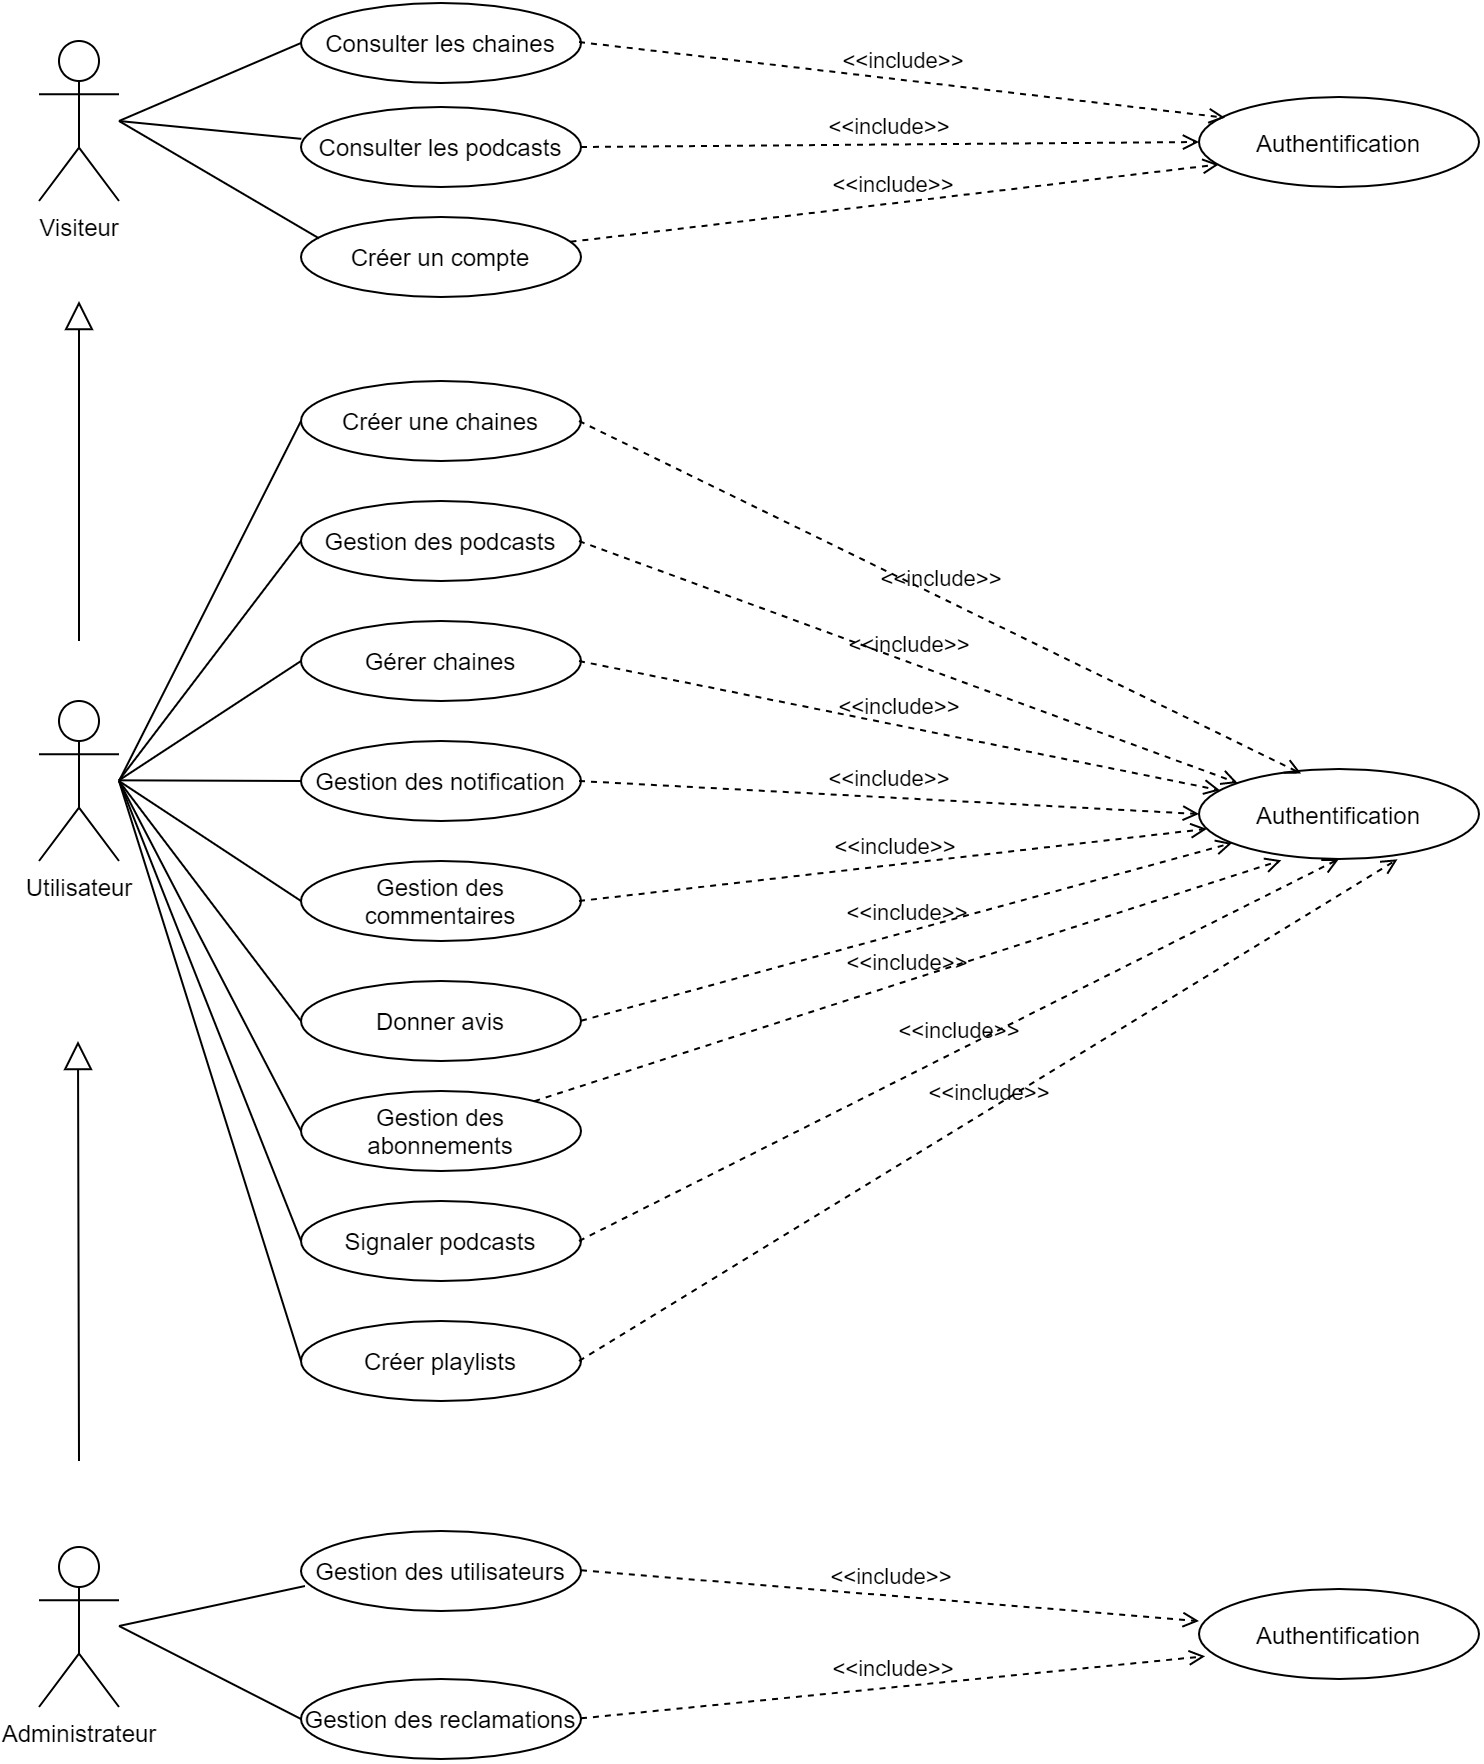 Consulter les chaines
<<include>>
Consulter les podcasts
<<include>>
Authentification
<<include>>
Visiteur
Créer un compte
Créer une chaines
Gestion des podcasts
<<include>>
<<include>>
Gérer chaines
<<include>>
Gestion des notification
<<include>>
Authentification
<<include>>
Utilisateur
Gestion des
commentaires
<<include>>
<<include>>
Donner avis
<<include>>
<<include>>
Gestion des
abonnements
Signaler podcasts
Créer playlists
Gestion des utilisateurs
<<include>>
Authentification
<<include>>
Gestion des reclamations
Administrateur